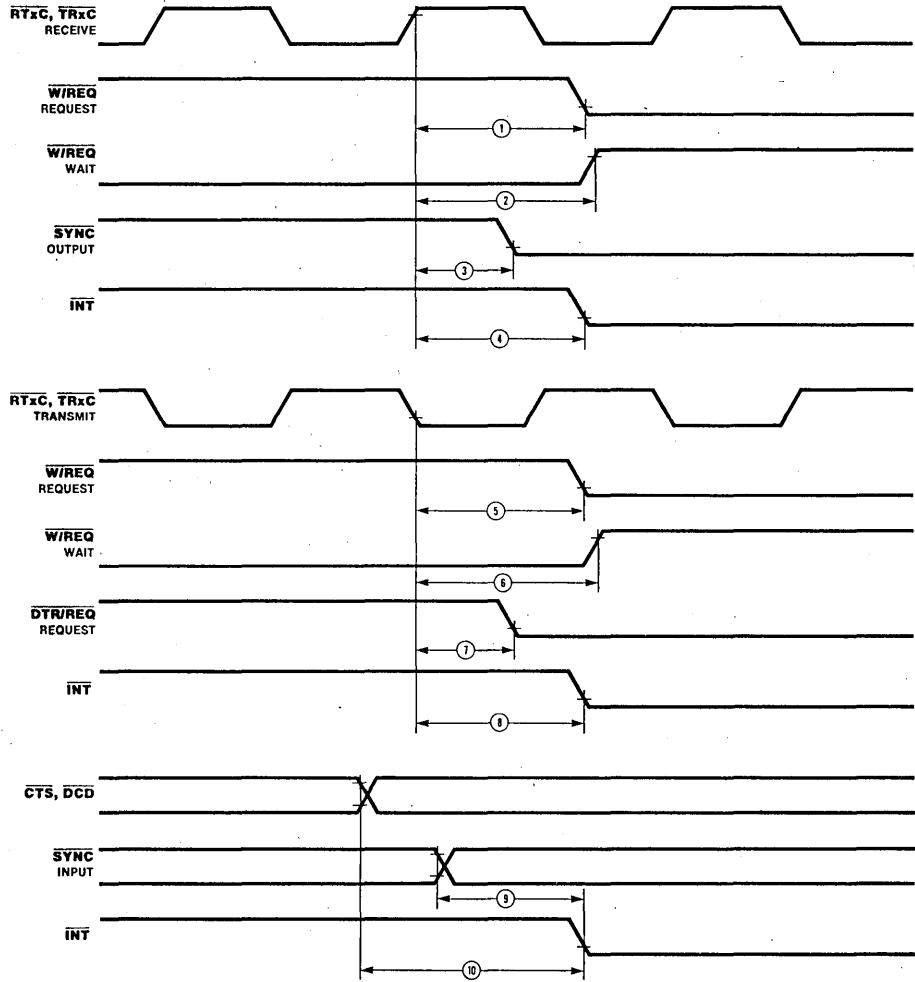 RTxC, TRxC
RECEIVE
W/REQ
REQUEST
1
W/REQ
WAIT
2
SYNC
OUTPUT
3
INT
4
RTxC, TRxC
TRANSMIT
W/REQ
REQUEST
5
W/REQ
WAIT
6
DTR/REQ
REQUEST
7
INT
8
CTS, DCD
SYNC
INPUT
9
INT
10